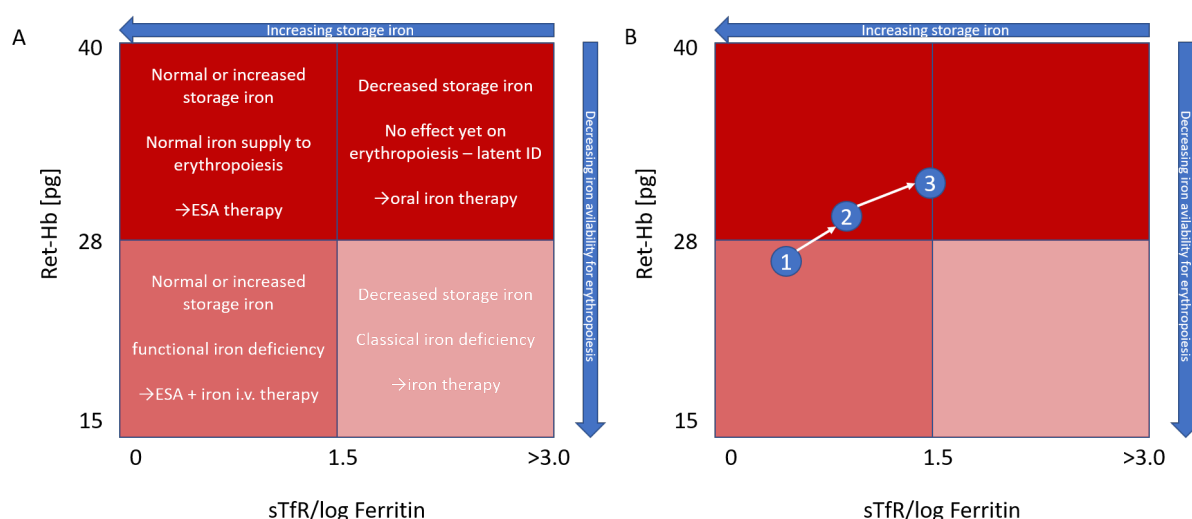 A
Increasing storage iron
40
28
15
Ret-Hb [pg]
Normal or increased
storage iron
Normal iron supply to
erythropoiesis
→ESA therapy
Decreased storage iron
No effect yet on
erythropoiesis – latent ID
→oral iron therapy
Normal or increased
storage iron
functional iron deficiency
→ESA + iron i.v. therapy
Decreased storage iron
Classical iron deficiency
→iron therapy
Decreasing iron avilability for erythropoiesis
0
1.5
>3.0
sTfR/log Ferritin
B
Increasing storage iron
40
28
15
Ret-Hb [pg]
1
2
3
Decreasing iron avilability for erythropoiesis
0
1.5
>3.0
sTfR/log Ferritin